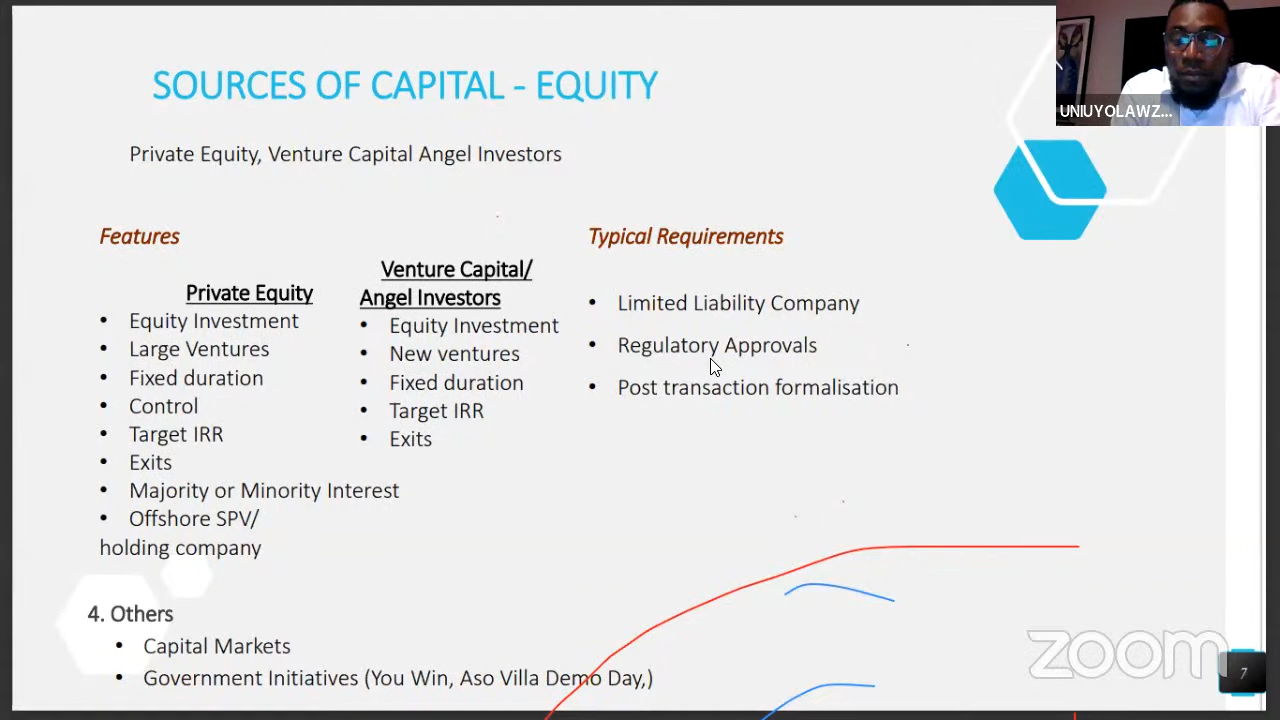 SOURCES OF CAPITAL - EQUITY
UNIUYOLAWZ...
Private Equity, Venture Capital Angel Investors
Features
Private Equity
• Equity Investment
• Large Ventures
• Fixed duration
• Control
• Target IRR
• Exits
• Majority or Minority Interest
• Offshore SPV/
holding company
Venture Capital/
Angel Investors
• Equity Investment
• New ventures
• Fixed duration
• Target IRR
• Exits
Typical Requirements
• Limited Liability Company
• Regulatory Approvals
• Post transaction formalisation
4. Others
• Capital Markets
• Government Initiatives (You Win, Aso Villa Demo Day,)
zoom
7